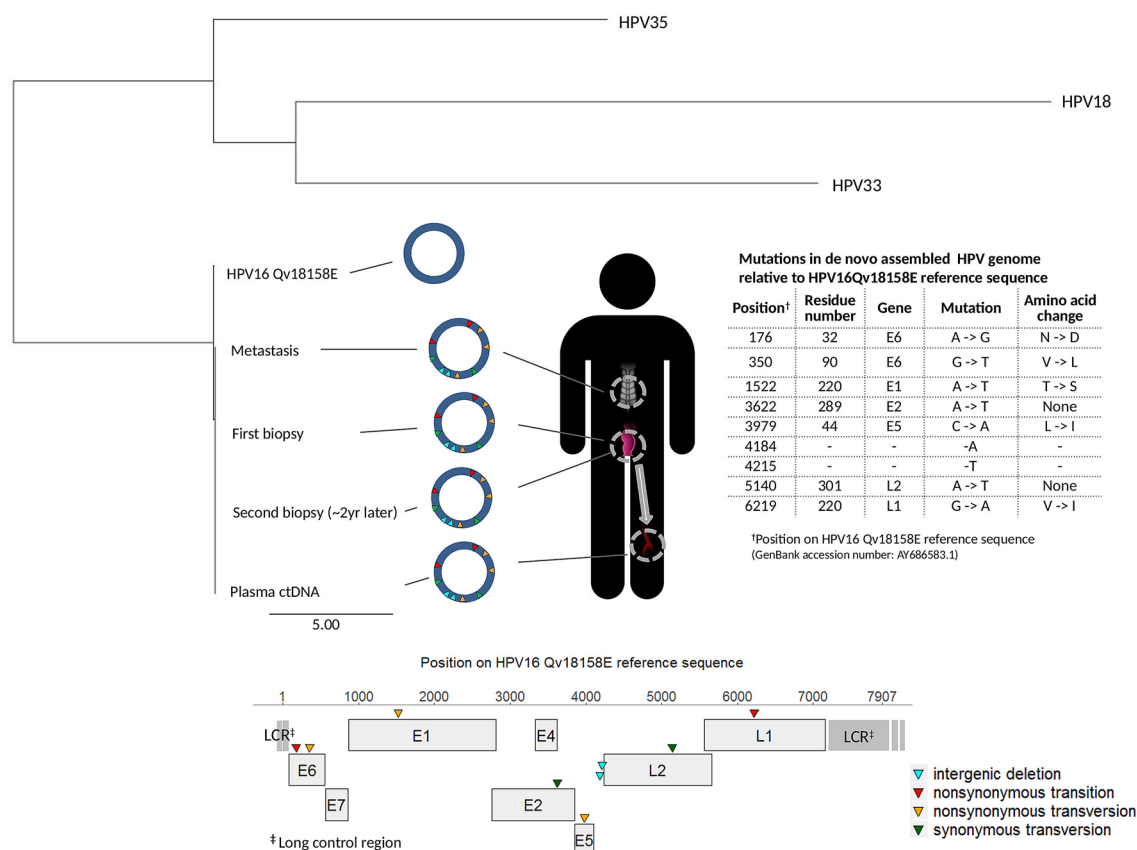 HPV35
HPV18
HPV33
HPV16 Qv18158E
Metastasis
First biopsy
Second biopsy (~2yr later)
Plasma ctDNA
5.00
Mutations in de novo assembled HPV genome
relative to HPV16Qv18158E reference sequence
Position† Residue number Gene Mutation Amino acid change
176 32 E6 A -> G N -> D
350 90 E6 G -> T V -> L
1522 220 E1 A -> T T -> S
3622 289 E2 A -> T None
3979 44 E5 C -> A L -> I
4184 - - -A
4215 - - -T -
5140 301 L2 A -> T None
6219 220 L1 G -> A V -> I
†Position on HPV16 Qv18158E reference sequence
(GenBank accession number: AY686583.1)
Position on HPV16 Qv18158E reference sequence
1 1000 2000 3000 4000 5000 6000 7000 7907
LCR‡ E1 E4 L1 LCR‡
E6 L2
E7 E2
E5
‡Long control region
intergenic deletion
nonsynonymous transition
nonsynonymous transversion
synonymous transversion